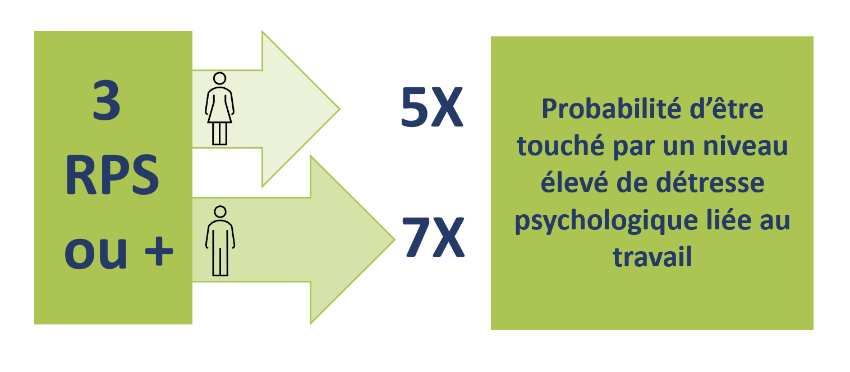 3
RPS
ou +
5X
7X
Probabilité d'être
touché par un niveau
élevé de détresse
psychologique liée au
travail